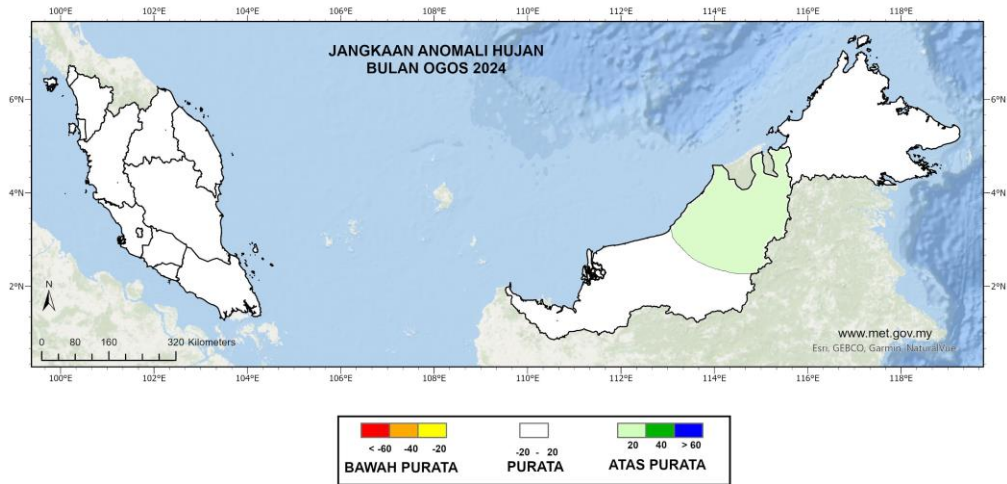 100°E 102°E 104°E 106°E 108°E 110°E 112°E 114°E 116°E 118°E
JANGKAAN ANOMALI HUJAN
BULAN OGOS 2024
6°N 6°N
4°N 4°N
2°N 2°N
N
0 80 160 320 Kilometers
www.met.gov.my
Esri, GEBCO, Garmin, NaturalVue
100°E 102°E 104°E 106°E 108°E 110°E 112°E 114°E 116°E 118°E
< -60 -40 -20 -20 - 20 20 40 > 60
BAWAH PURATA PURATA ATAS PURATA